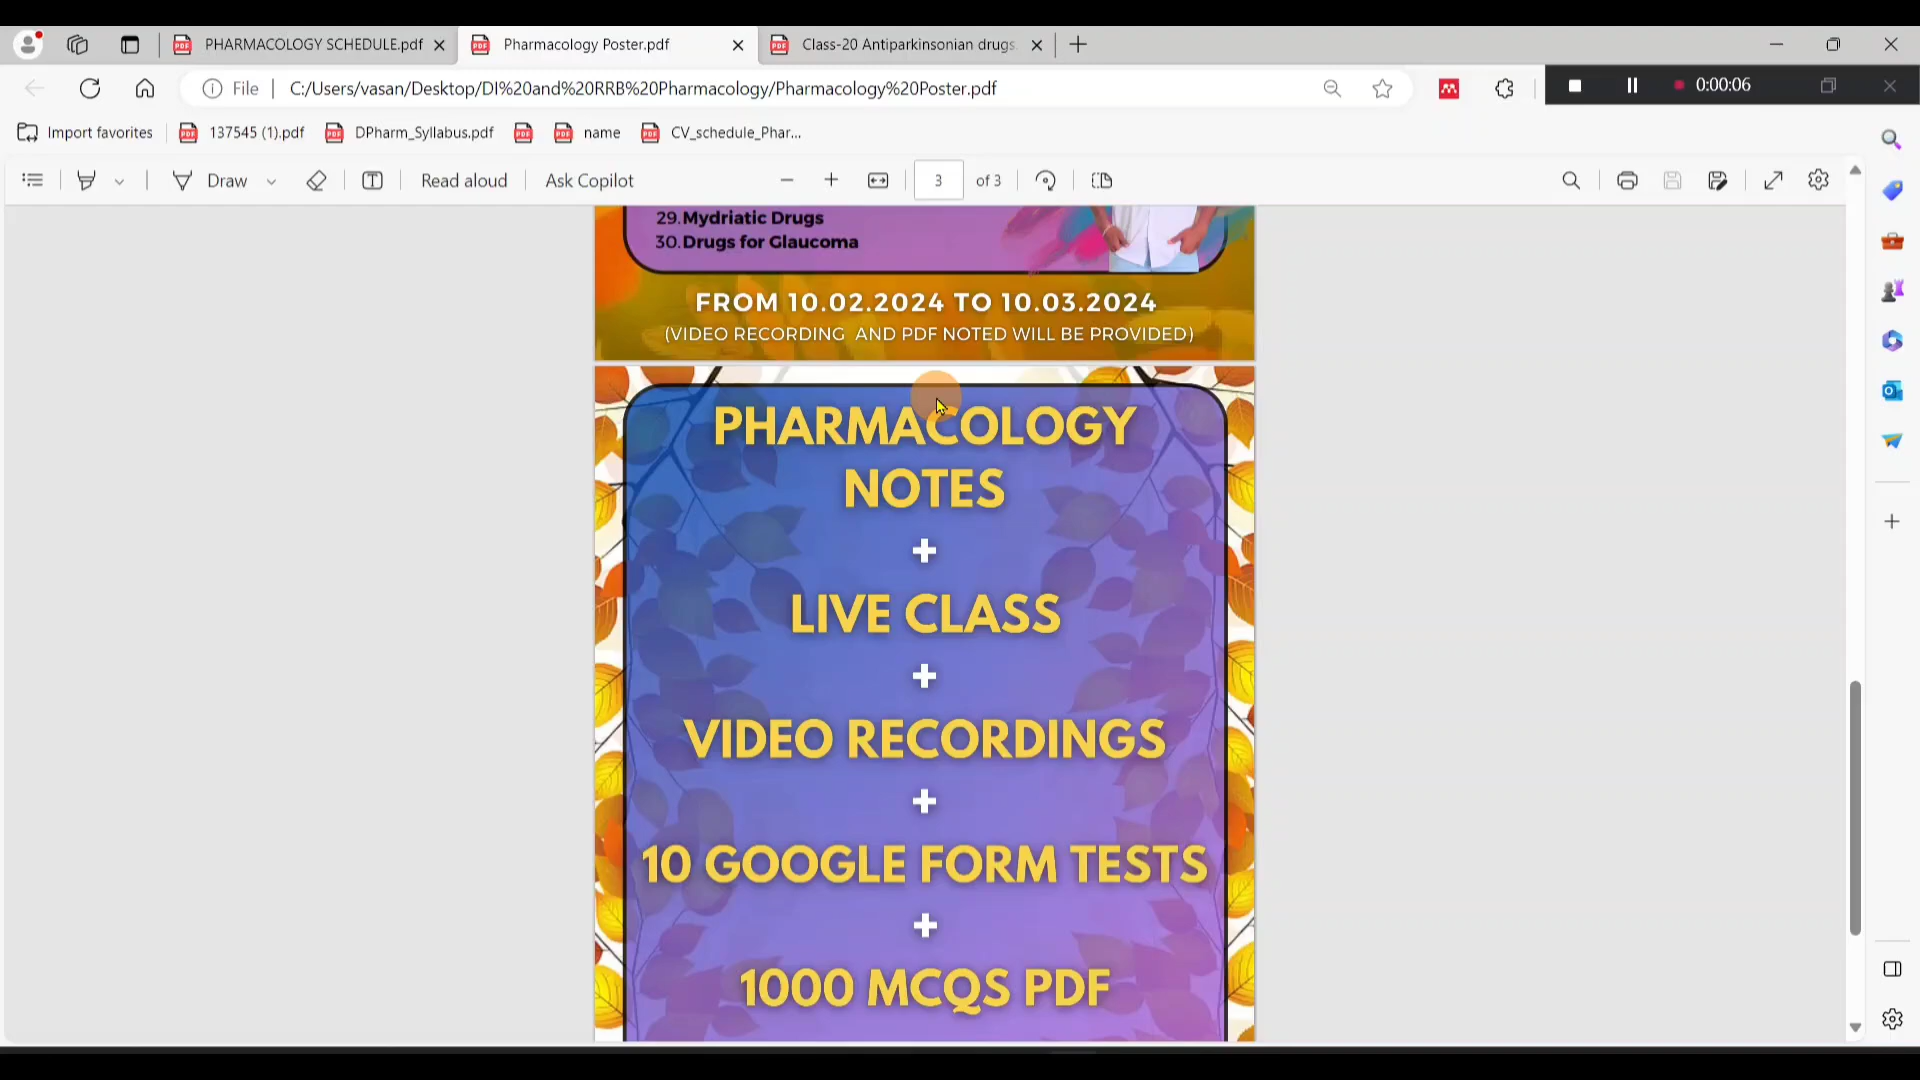 PHARMACOLOGY SCHEDULE.pdf
Pharmacology Poster.pdf
Class-20 Antiparkinsonian drugs
File
C:/Users/vasan/Desktop/DI%20and%20RRB%20Pharmacology/Pharmacology%20Poster.pdf
0:00:06
Import favorites
137545 (1).pdf
DPharm_Syllabus.pdf
name
CV_schedule_Phar...
Draw
Read aloud
Ask Copilot
3
of 3
29. Mydriatic Drugs
30. Drugs for Glaucoma
FROM 10.02.2024 TO 10.03.2024
(VIDEO RECORDING AND PDF NOTED WILL BE PROVIDED)
PHARMACOLOGY
NOTES
+
LIVE CLASS
+
VIDEO RECORDINGS
+
10 GOOGLE FORM TESTS
+
1000 MCQS PDF